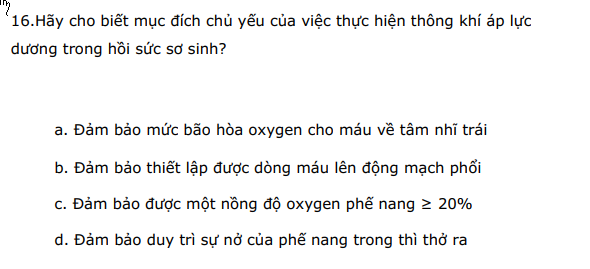 16.Hãy cho biết mục đích chủ yếu của việc thực hiện thông khí áp lực
dương trong hồi sức sơ sinh?
a. Đảm bảo mức bão hòa oxygen cho máu về tâm nhĩ trái
b. Đảm bảo thiết lập được dòng máu lên động mạch phổi
c. Đảm bảo được một nồng độ oxygen phế nang ≥ 20%
d. Đảm bảo duy trì sự nở của phế nang trong thì thở ra